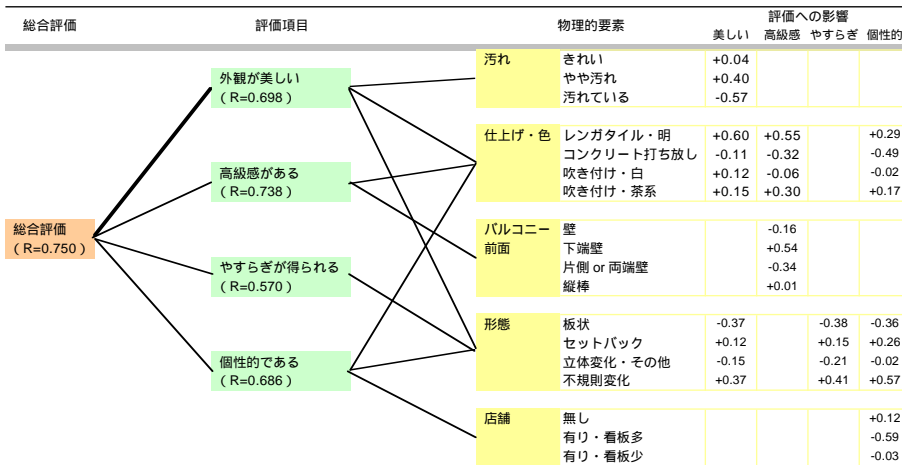 総合評価 評価項目 物理的要素 評価への影響
美しい 高級感 やすらぎ 個性的
汚れ きれい +0.04
やや汚れ +0.40
汚れている -0.57
外観が美しい
（R=0.698）
仕上げ・色 レンガタイル・明 +0.60 +0.55 +0.29
コンクリート打ち放し -0.11 -0.32 -0.49
吹き付け・白 +0.12 -0.06 -0.02
吹き付け・茶系 +0.15 +0.30 +0.17
高級感がある
（R=0.738）
総合評価
（R=0.750）
バルコニー 壁 -0.16
前面 下端壁 +0.54
片側 or 両端壁 -0.34
縦棒 +0.01
やすらぎが得られる
（R=0.570）
形態 板状 -0.37 -0.38 -0.36
セットバック +0.12 +0.15 +0.26
立体変化・その他 -0.15 -0.21 -0.02
不規則変化 +0.37 +0.41 +0.57
個性的である
（R=0.686）
店舗 無し +0.12
有り・看板多 -0.59
有り・看板少 -0.03